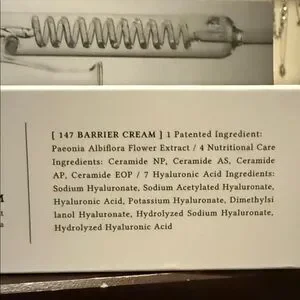 [ 147 BARRIER CREAM ] 1 Patented Ingredient:
Paeonia Albiflora Flower Extract / 4 Nutritional Care
Ingredients: Ceramide NP, Ceramide AS, Ceramide
AP, Ceramide EOP / 7 Hyaluronic Acid Ingredients:
Sodium Hyaluronate, Sodium Acetylated Hyaluronate,
Hyaluronic Acid, Potassium Hyaluronate, Dimethylsi
lanol Hyaluronate, Hydrolyzed Sodium Hyaluronate,
Hydrolyzed Hyaluronic Acid